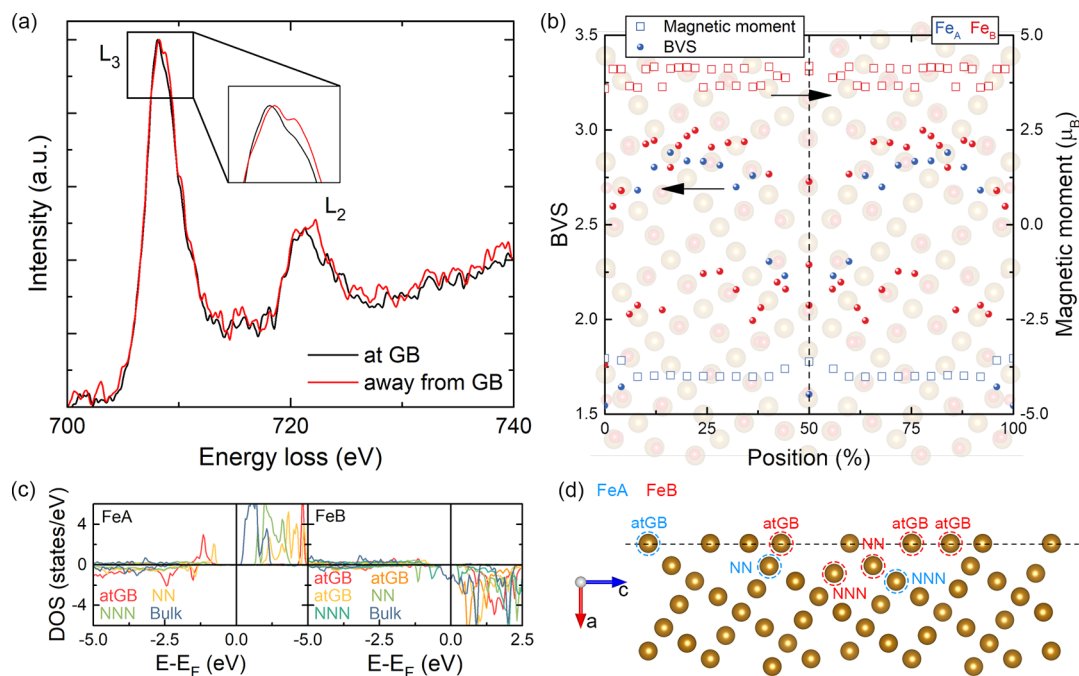 (a)
L3
L2
Intensity (a.u.)
at GB
away from GB
700
710
720
730
740
Energy loss (eV)
(b)
Magnetic moment
BVS
FeA FeB
3.5
3.0
2.5
2.0
1.5
BVS
5.0
2.5
0.0
-2.5
-5.0
Magnetic moment (μB)
0
25
50
75
100
Position (%)
(c)
FeA
FeB
DOS (states/eV)
4
0
-4
atGB NN
NNN Bulk
atGB atGB
atGB NN
NNN Bulk
-5.0
-2.5
0.0
-5.0
-2.5
0.0
2.5
E-EF (eV)
E-EF (eV)
(d) FeA FeB
atGB
atGB
atGB atGB
NN
NN
NNN
NNN
c
a